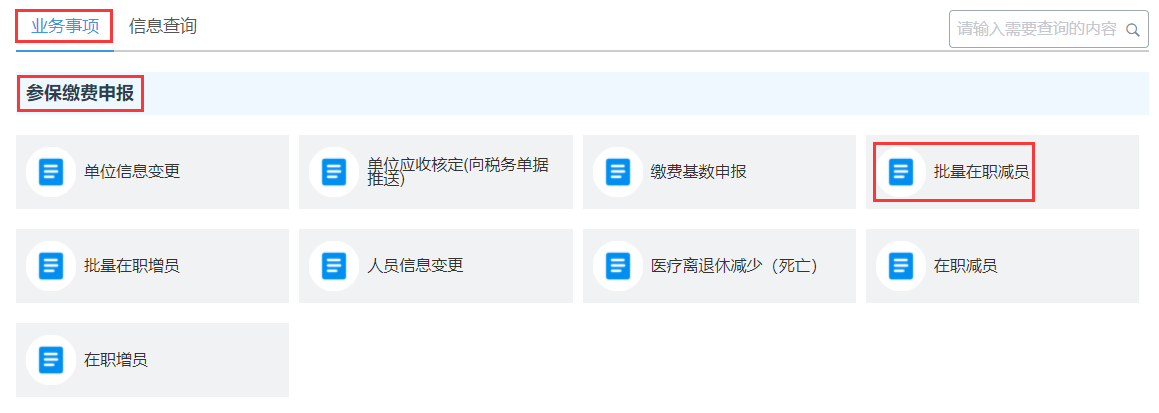 业务事项 信息查询 请输入需要查询的内容
参保缴费申报
单位信息变更
单位应收核定(向税务单据
推送)
缴费基数申报
批量在职减员
批量在职增员
人员信息变更
医疗离退休减少（死亡）
在职减员
在职增员